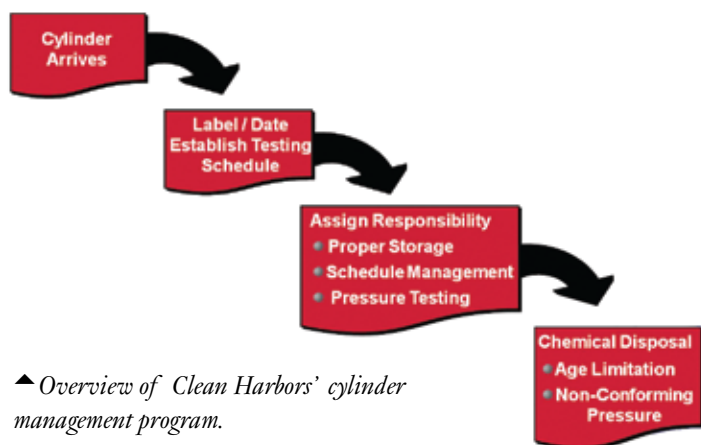 Cylinder
Arrives
Label / Date
Establish Testing
Schedule
Assign Responsibility
Proper Storage
Schedule Management
Pressure Testing
Chemical Disposal
Age Limitation
Non-Conforming
Pressure
Overview of Clean Harbors' cylinder
management program.